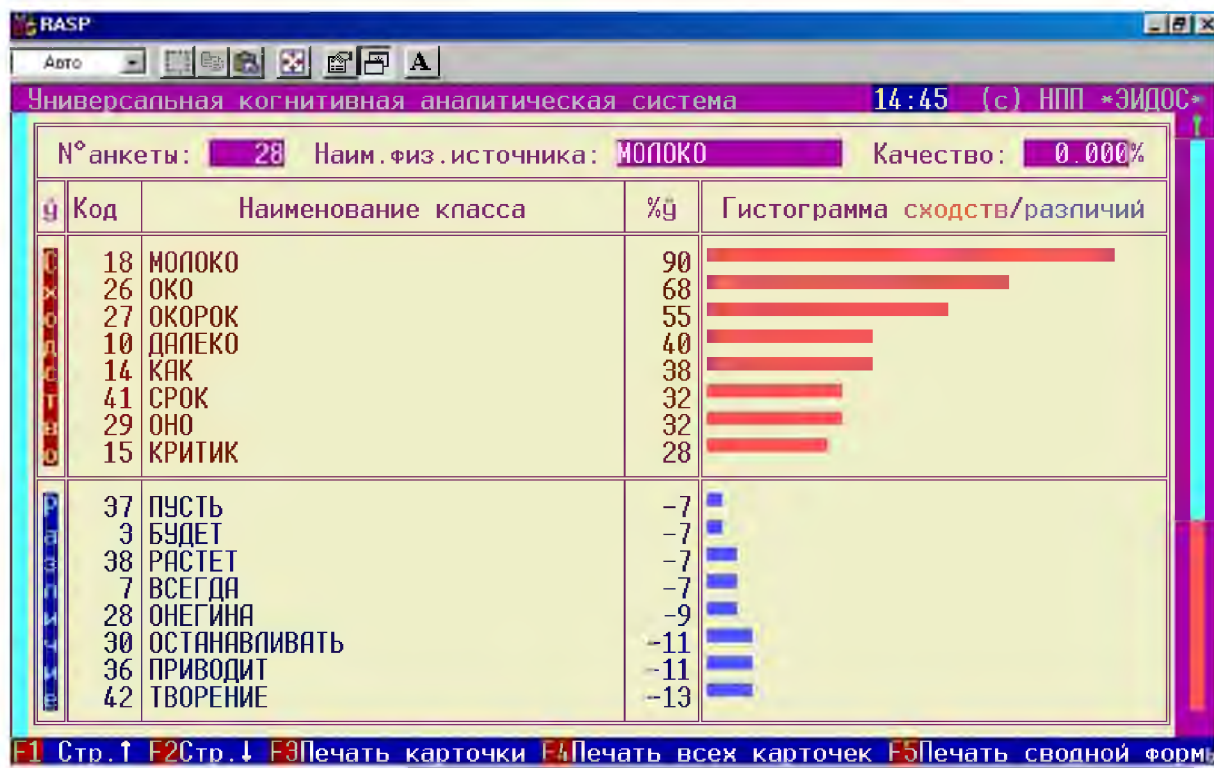 RASP
Авто
A
Универсальная когнитивная аналитическая система 14:45 (с) НПП *ЭЙДОС*
N°анкеты: 28 Наим.физ.источника: МОЛОКО Качество: 0.000%
ÿ Код Наименование класса %ÿ Гистограмма сходств/различий
Сходство
18 МОЛОКО 90
26 ОКО 68
27 ОКОРОК 55
10 ДАЛЕКО 40
14 КАК 38
41 СРОК 32
29 ОНО 32
15 КРИТИК 28
Различие
37 ПУСТЬ -7
3 БУДЕТ -7
38 РАСТЕТ -7
7 ВСЕГДА -7
28 ОНЕГИНА -9
30 ОСТАНАВЛИВАТЬ -11
36 ПРИВОДИТ -11
42 ТВОРЕНИЕ -13
F1 Стр.↑ F2Стр.↓ F3Печать карточки F4Печать всех карточек F5Печать сводной формы